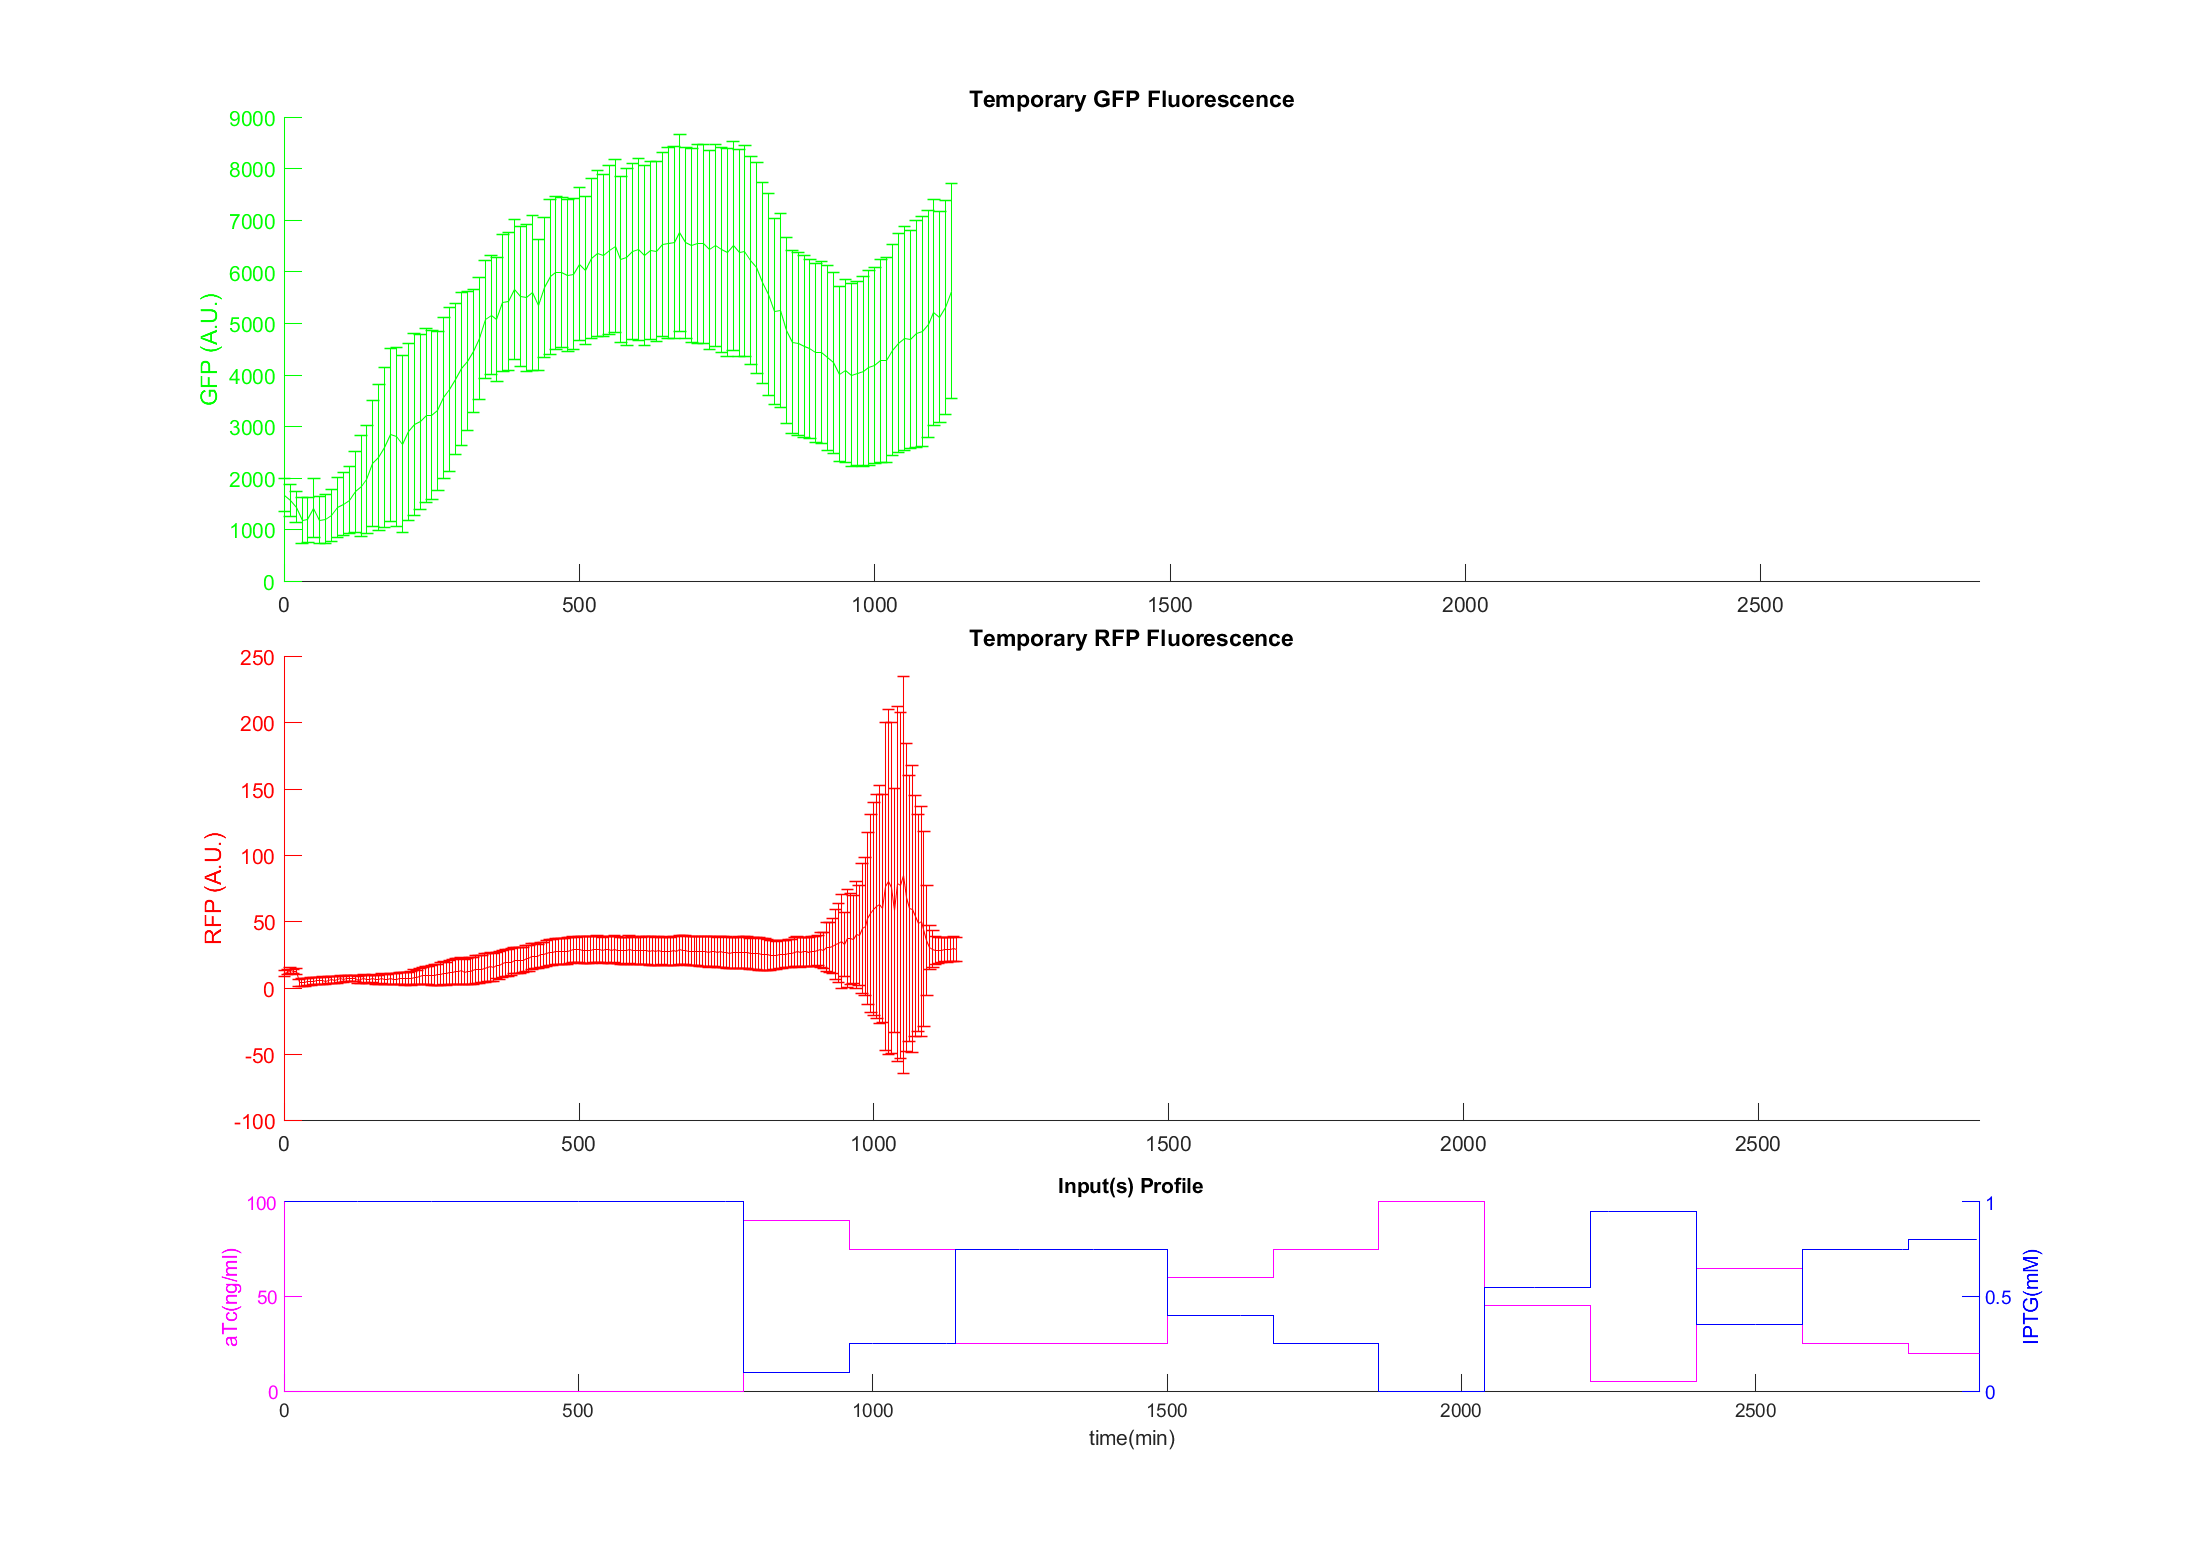 Temporary GFP Fluorescence
GFP (A.U.)
9000
8000
7000
6000
5000
4000
3000
2000
1000
0
0 500 1000 1500 2000 2500
Temporary RFP Fluorescence
RFP (A.U.)
250
200
150
100
50
0
-50
-100
0 500 1000 1500 2000 2500
Input(s) Profile
aTc(ng/ml)
100
50
0
1
0.5
0
IPTG(mM)
0 500 1000 1500 2000 2500
time(min)